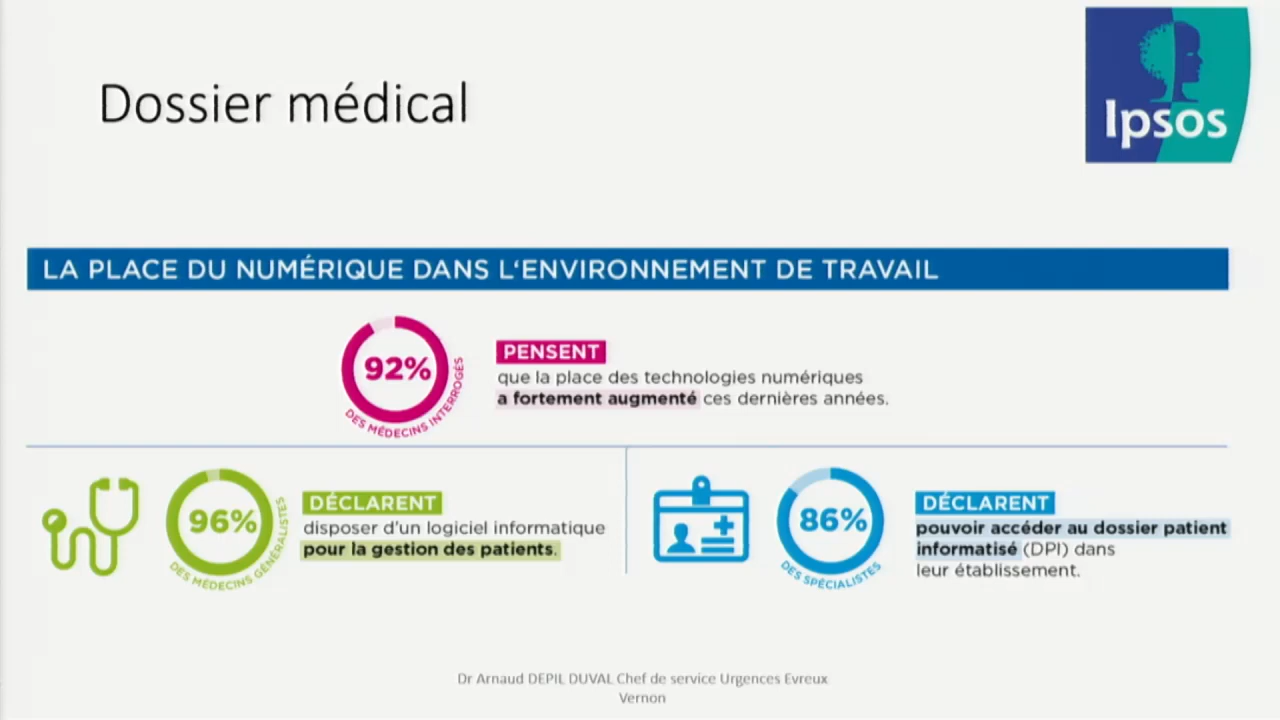 Dossier médical
Ipsos
LA PLACE DU NUMÉRIQUE DANS L'ENVIRONNEMENT DE TRAVAIL
92%
DES MÉDECINS INTERROGÉS
PENSENT
que la place des technologies numériques
a fortement augmenté ces dernières années.
96%
DES MÉDECINS GÉNÉRALISTES
DÉCLARENT
disposer d'un logiciel informatique
pour la gestion des patients.
86%
DES SPÉCIALISTES
DÉCLARENT
pouvoir accéder au dossier patient
informatisé (DPI) dans
leur établissement.
Dr Arnaud DEPIL DUVAL Chef de service Urgences Evreux
Vernon